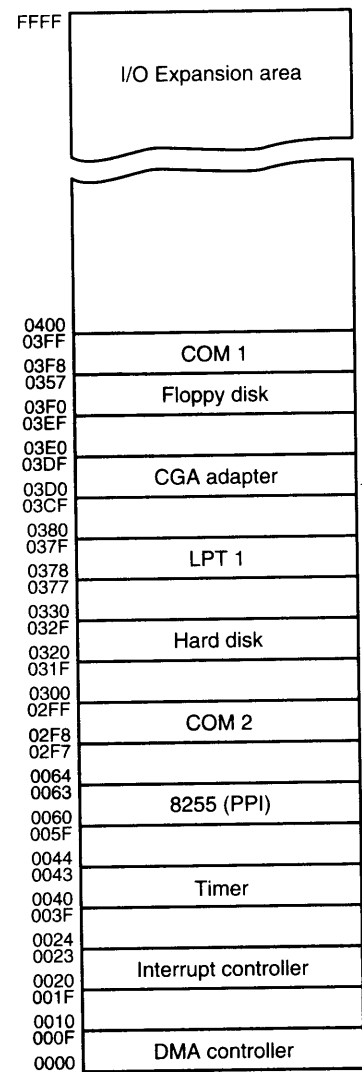 FFFF
I/O Expansion area
0400
03FF
COM 1
03F8
0357
Floppy disk
03F0
03EF
03E0
03DF
CGA adapter
03D0
03CF
0380
037F
LPT 1
0378
0377
0330
032F
Hard disk
0320
031F
0300
02FF
COM 2
02F8
02F7
0064
0063
8255 (PPI)
0060
005F
0044
0043
Timer
0040
003F
0024
0023
Interrupt controller
0020
001F
0010
000F
DMA controller
0000